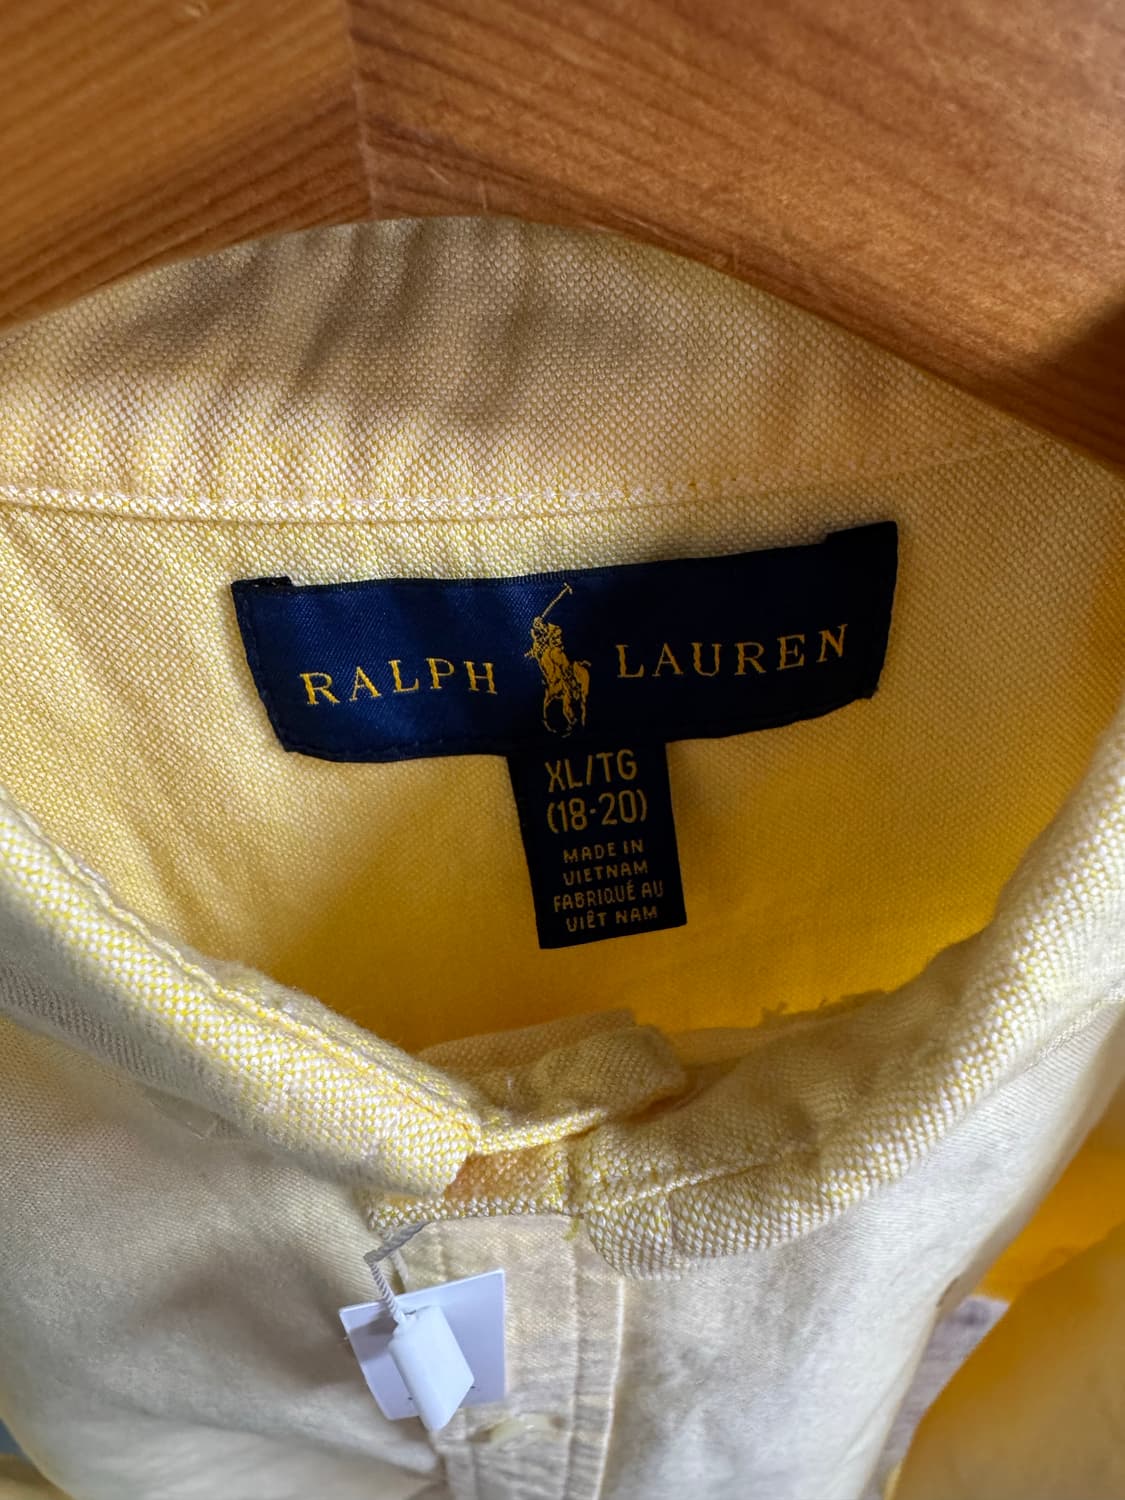 RALPH LAUREN
XL/TG
(18-20)
MADE IN
VIETNAM
FABRIQUÉ AU
VIÊT NAM